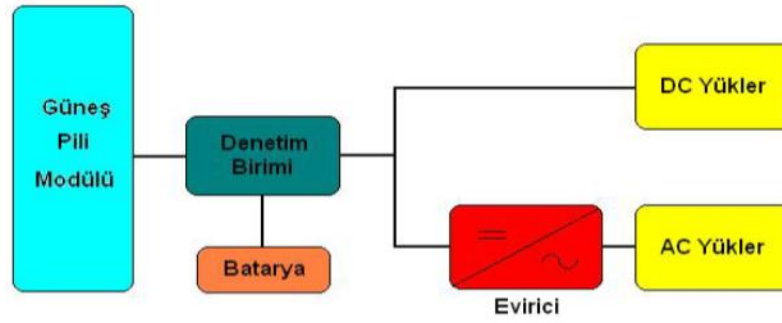 Güneş
Pili
Modülü
Denetim
Birimi
Batarya
DC Yükler
AC Yükler
Evirici